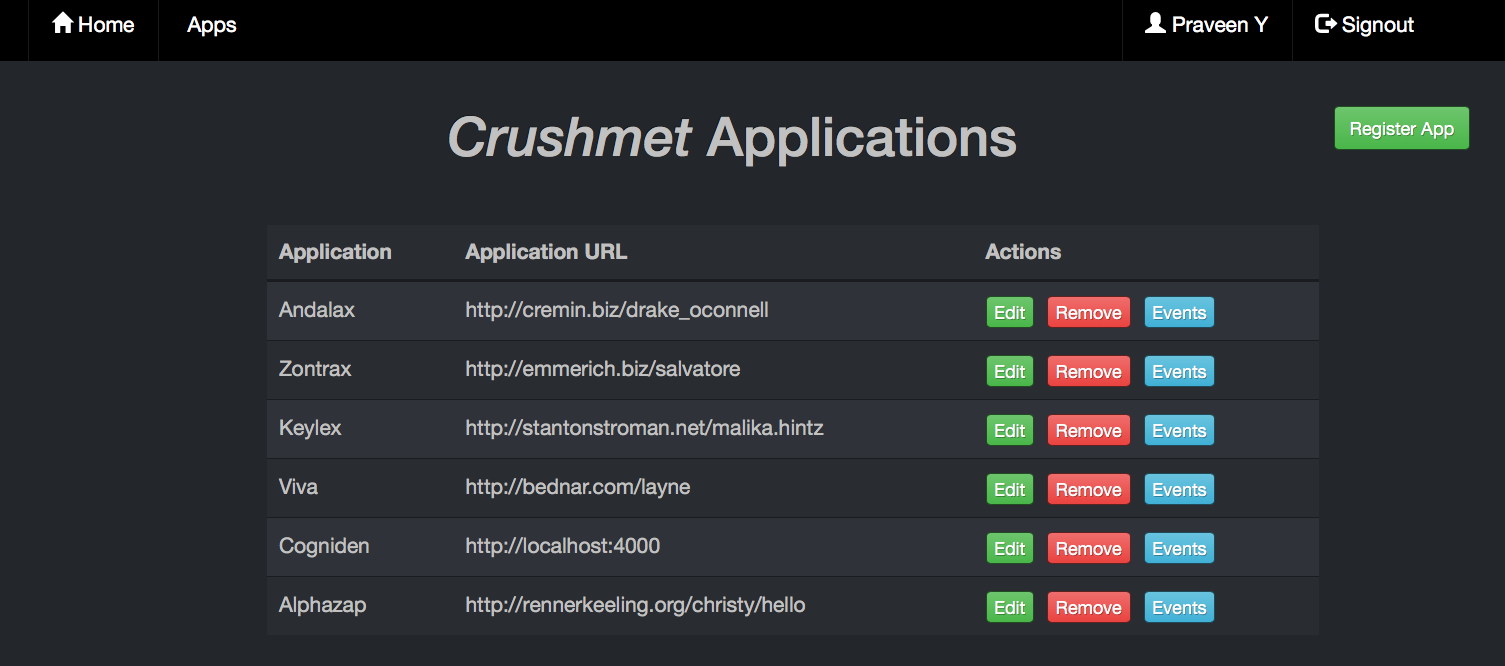 Home Apps Praveen Y Signout
Crushmet Applications
Register App
Application Application URL Actions
Andalax http://cremin.biz/drake_oconnell Edit Remove Events
Zontrax http://emmerich.biz/salvatore Edit Remove Events
Keylex http://stantonstroman.net/malika.hintz Edit Remove Events
Viva http://bednar.com/layne Edit Remove Events
Cogniden http://localhost:4000 Edit Remove Events
Alphazap http://rennerkeeling.org/christy/hello Edit Remove Events